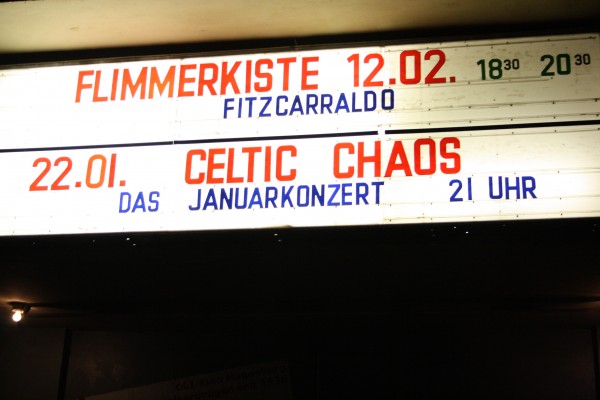 FLIMMERKISTE 12.02. 18³⁰ 20³⁰
FITZCARRALDO
22.01. CELTIC CHAOS
DAS JANUARKONZERT 21 UHR